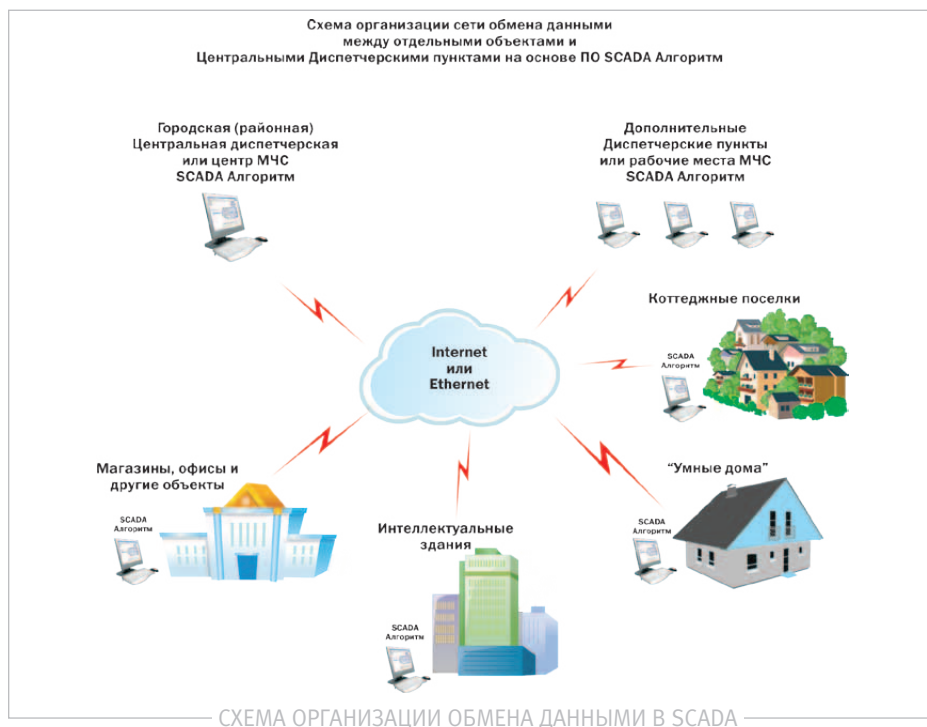 Схема организации сети обмена данными
между отдельными объектами и
Центральными Диспетчерскими пунктами на основе ПО SCADA Алгоритм
Городская (районная)
Центральная диспетчерская
или центр МЧС
SCADA Алгоритм
Дополнительные
Диспетчерские пункты
или рабочие места МЧС
SCADA Алгоритм
Коттеджные поселки
SCADA
Алгоритм
Internet
или
Ethernet
Магазины, офисы и
другие объекты
SCADA
Алгоритм
"Умные дома"
SCADA
Алгоритм
Интеллектуальные
здания
SCADA
Алгоритм
СХЕМА ОРГАНИЗАЦИИ ОБМЕНА ДАННЫМИ В SCADA